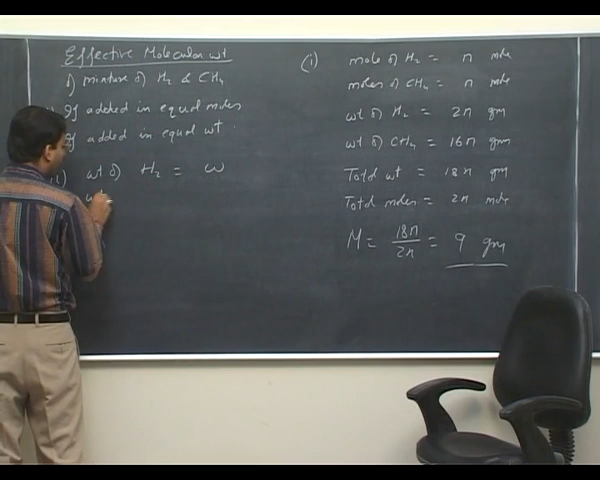 Effective Molecular wt
of mixture of H2 & CH4
If added in equal moles
If added in equal wt.
wt of H2 = w
wt
(i) mole of H2 = n mole
moles of CH4 = n mole
wt of H2 = 2n gm
wt of CH4 = 16n gm
Total wt = 18n gm
Total moles = 2n mole
M = 18n/2n = 9 gm